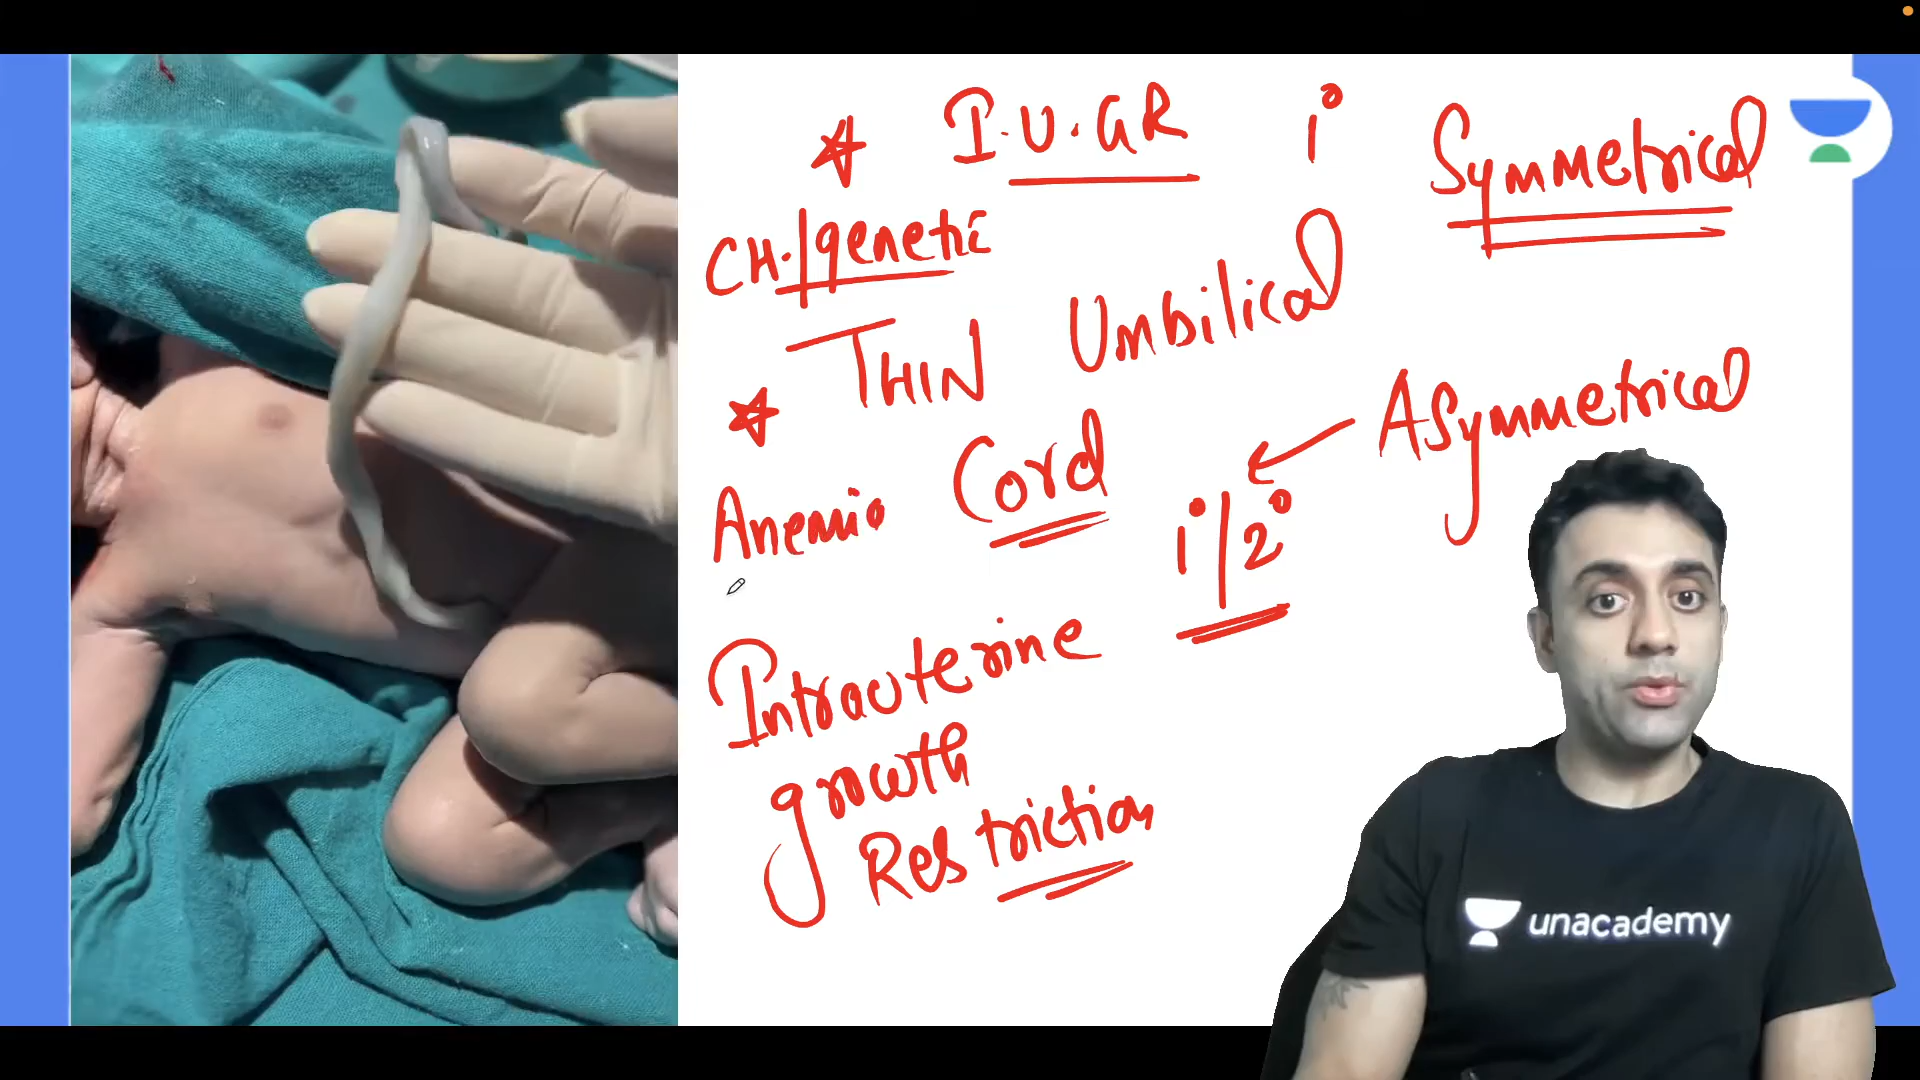 I.U.GR 1° Symmetrical
CH./genetic
THIN Umbilical
Cord
Asymmetrical
Anemia
1°/2°
Intrauterine
growth
Restriction
unacademy